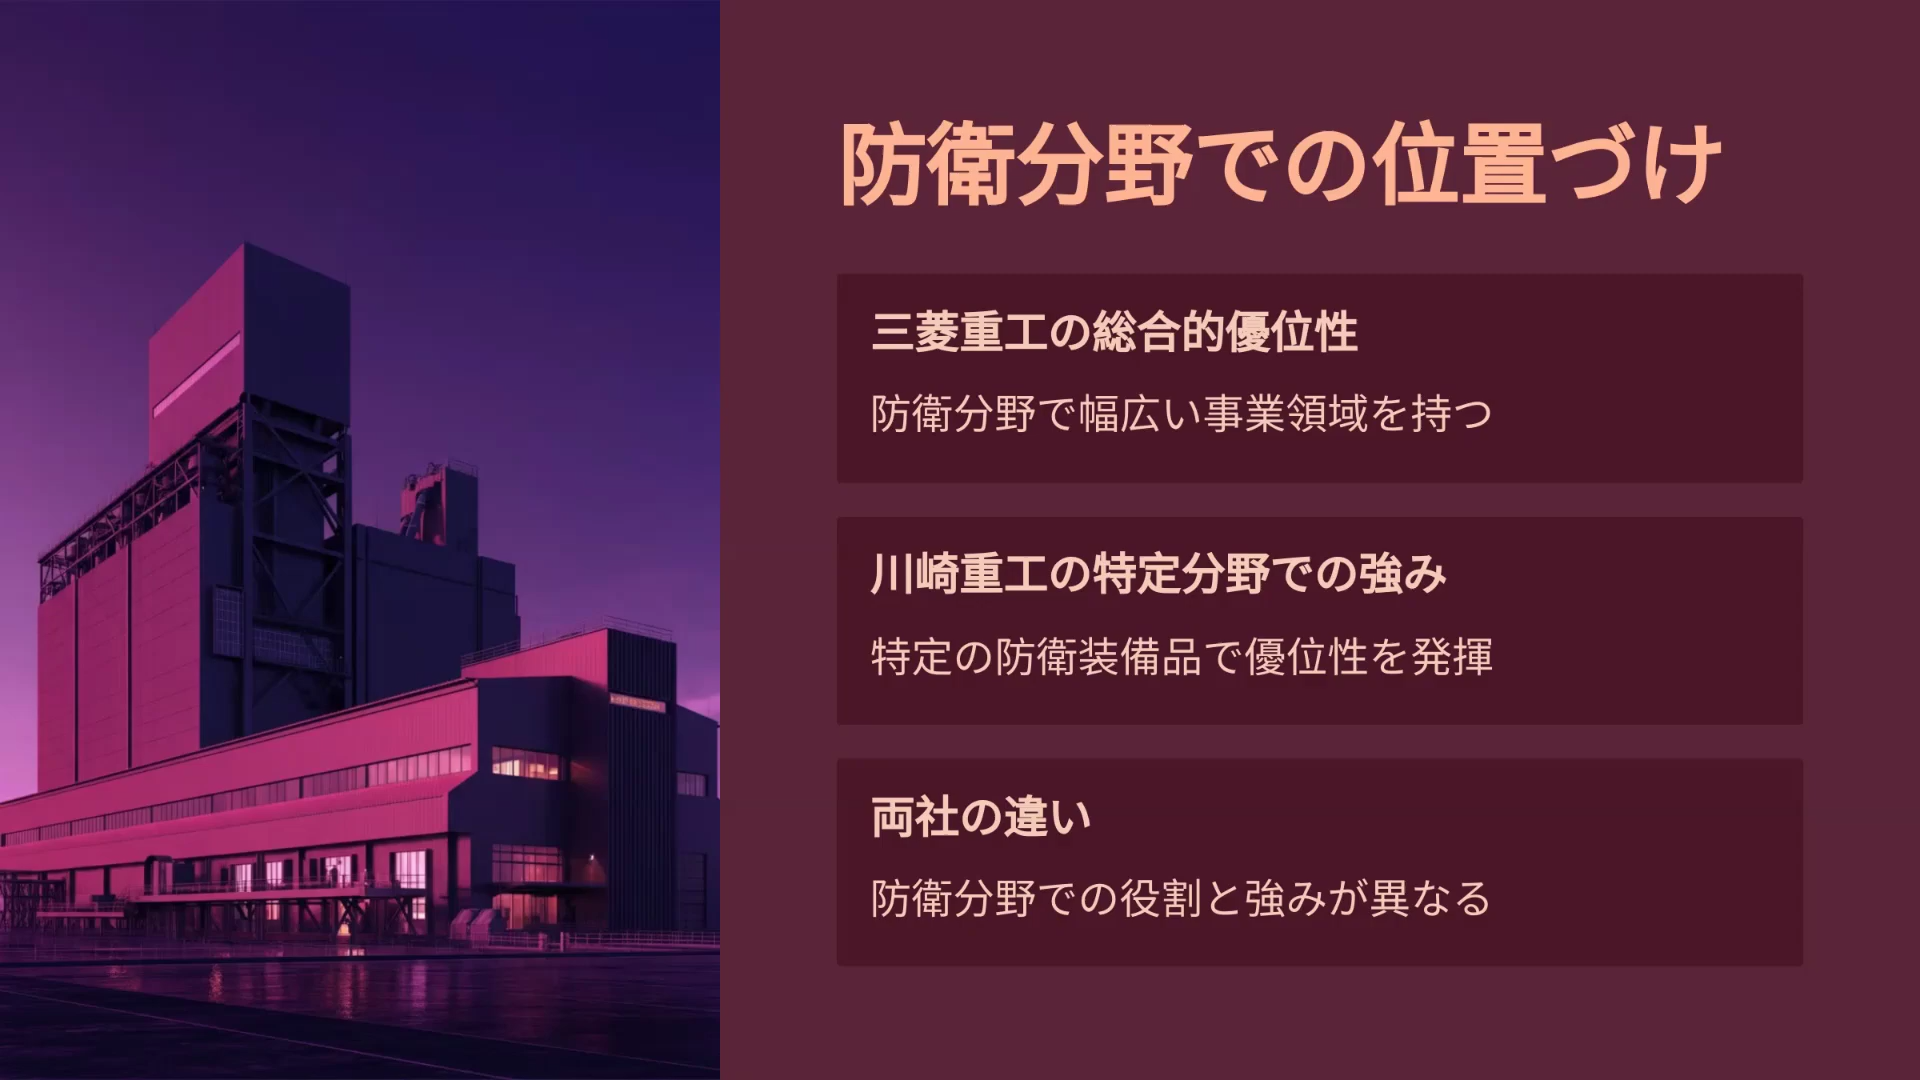 防衛分野での位置づけ
三菱重工の総合的優位性
防衛分野で幅広い事業領域を持つ
川崎重工の特定分野での強み
特定の防衛装備品で優位性を発揮
両社の違い
防衛分野での役割と強みが異なる